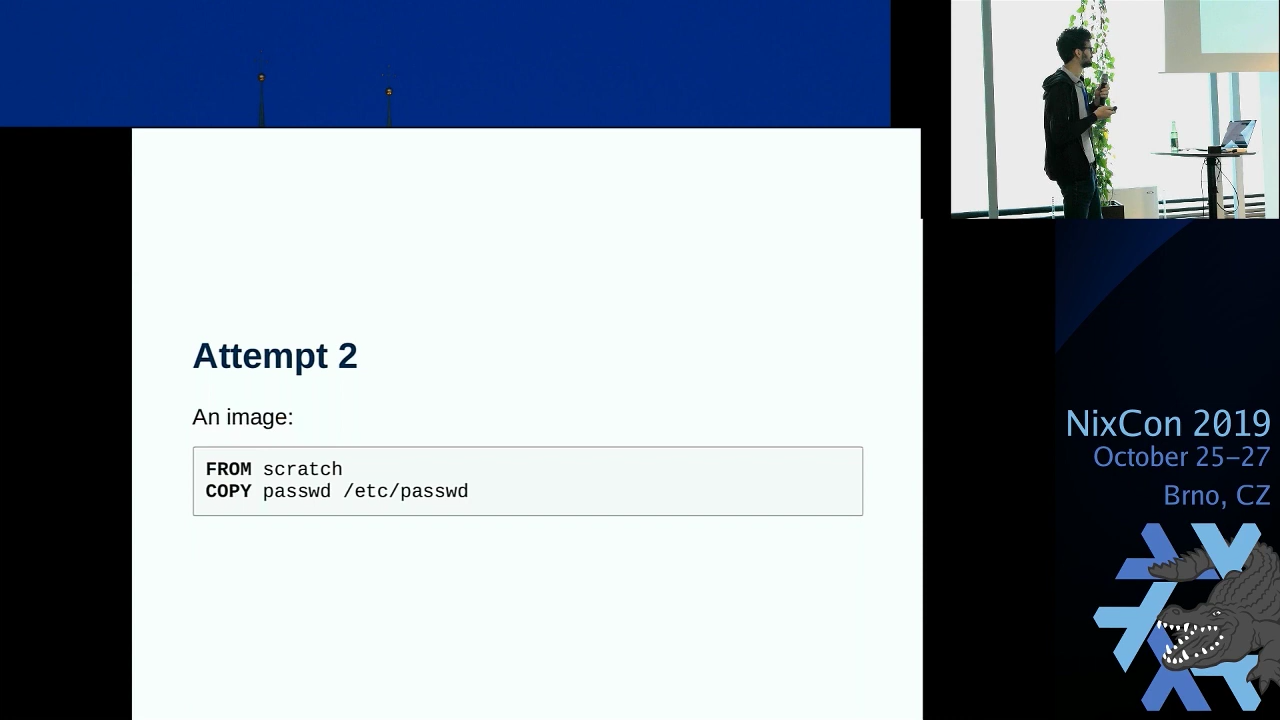 Attempt 2
An image:
FROM scratch
COPY passwd /etc/passwd
NixCon 2019
October 25–27
Brno, CZ